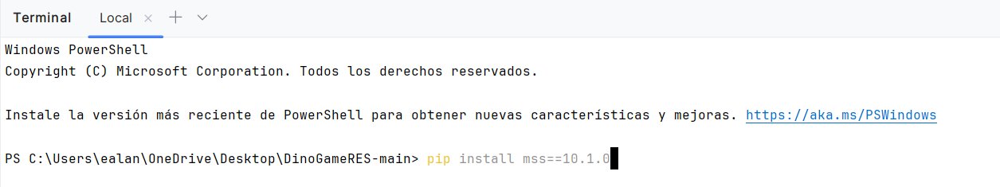 Terminal Local
Windows PowerShell
Copyright (C) Microsoft Corporation. Todos los derechos reservados.
Instale la versión más reciente de PowerShell para obtener nuevas características y mejoras. https://aka.ms/PSWindows
PS C:\Users\ealan\OneDrive\Desktop\DinoGameRES-main> pip install mss==10.1.0